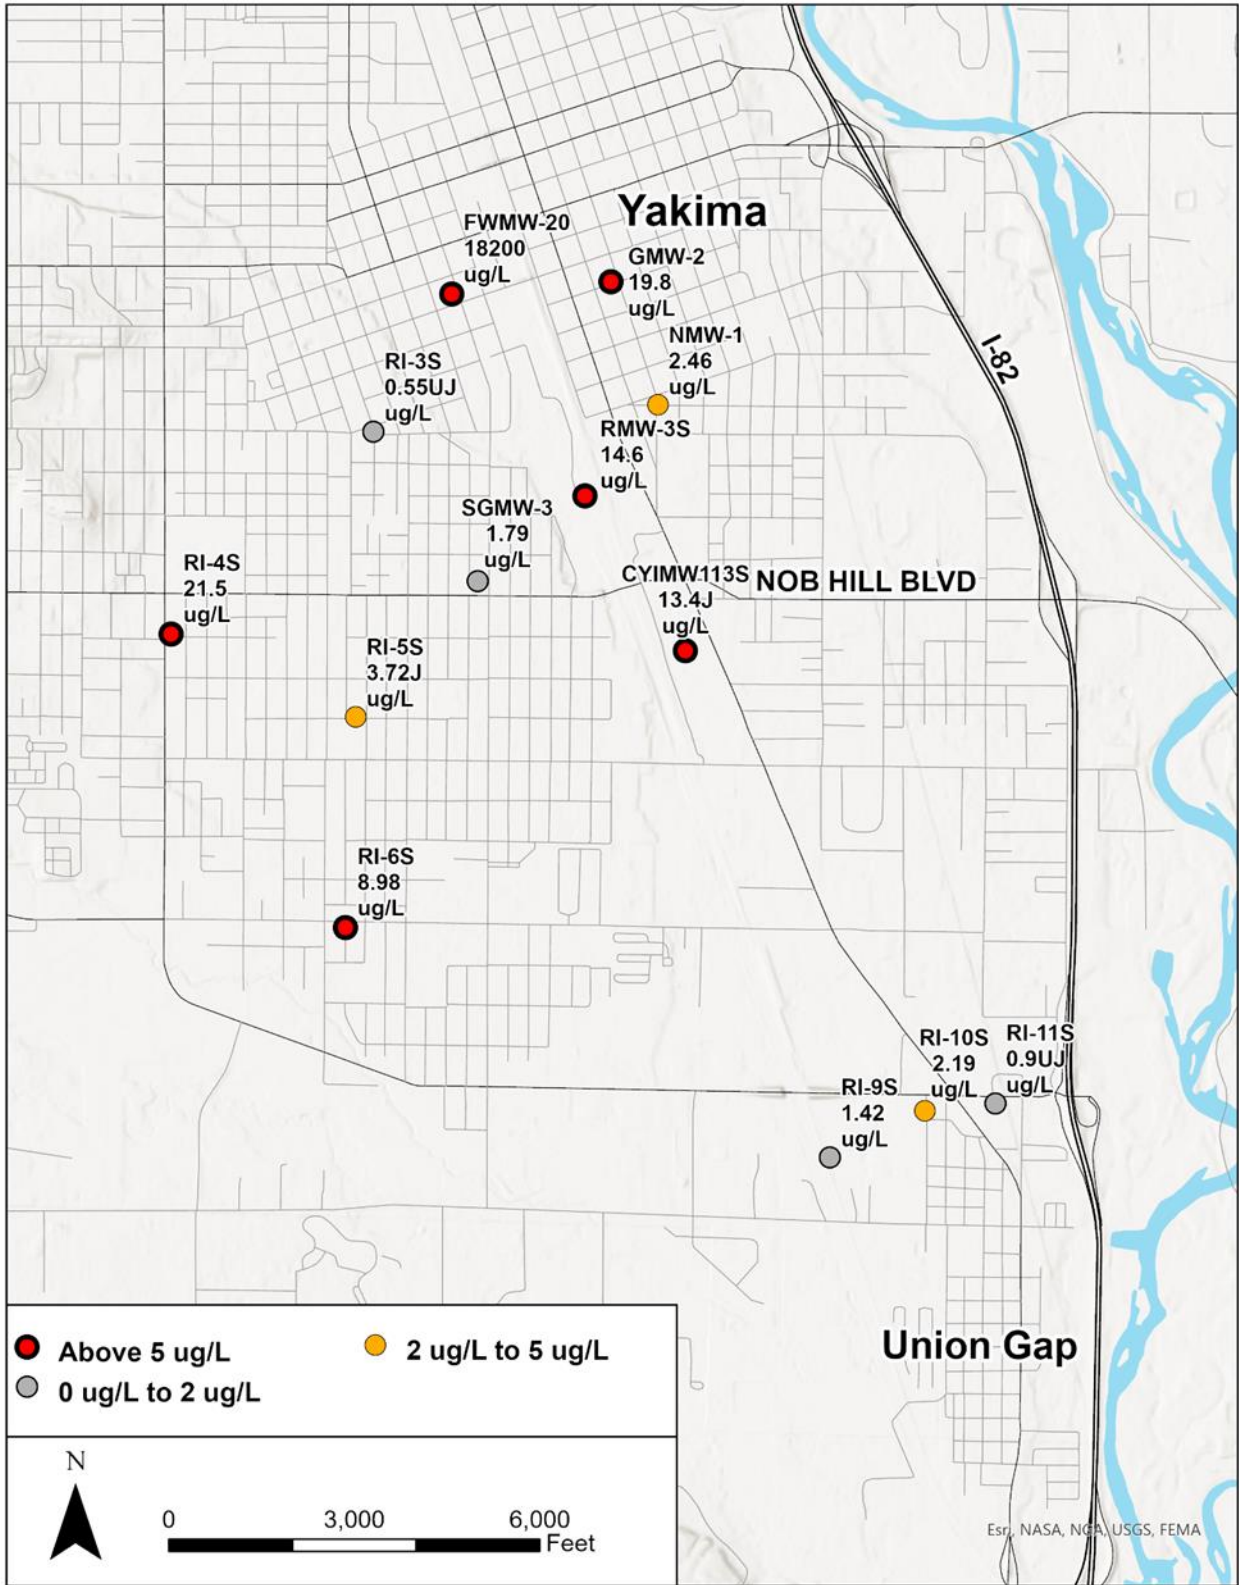 Yakima
FWMW-20
18200
ug/L
GMW-2
19.8
ug/L
NMW-1
2.46
ug/L
I-82
RI-3S
0.55UJ
ug/L
RMW-3S
14.6
ug/L
SGMW-3
1.79
ug/L
RI-4S
21.5
ug/L
CYIMW113S
13.4J
ug/L
NOB HILL BLVD
RI-5S
3.72J
ug/L
RI-6S
8.98
ug/L
RI-10S
2.19
ug/L
RI-11S
0.9UJ
ug/L
RI-9S
1.42
ug/L
Union Gap
Above 5 ug/L
2 ug/L to 5 ug/L
0 ug/L to 2 ug/L
N
0 3,000 6,000
Feet
Esri, NASA, NGA, USGS, FEMA